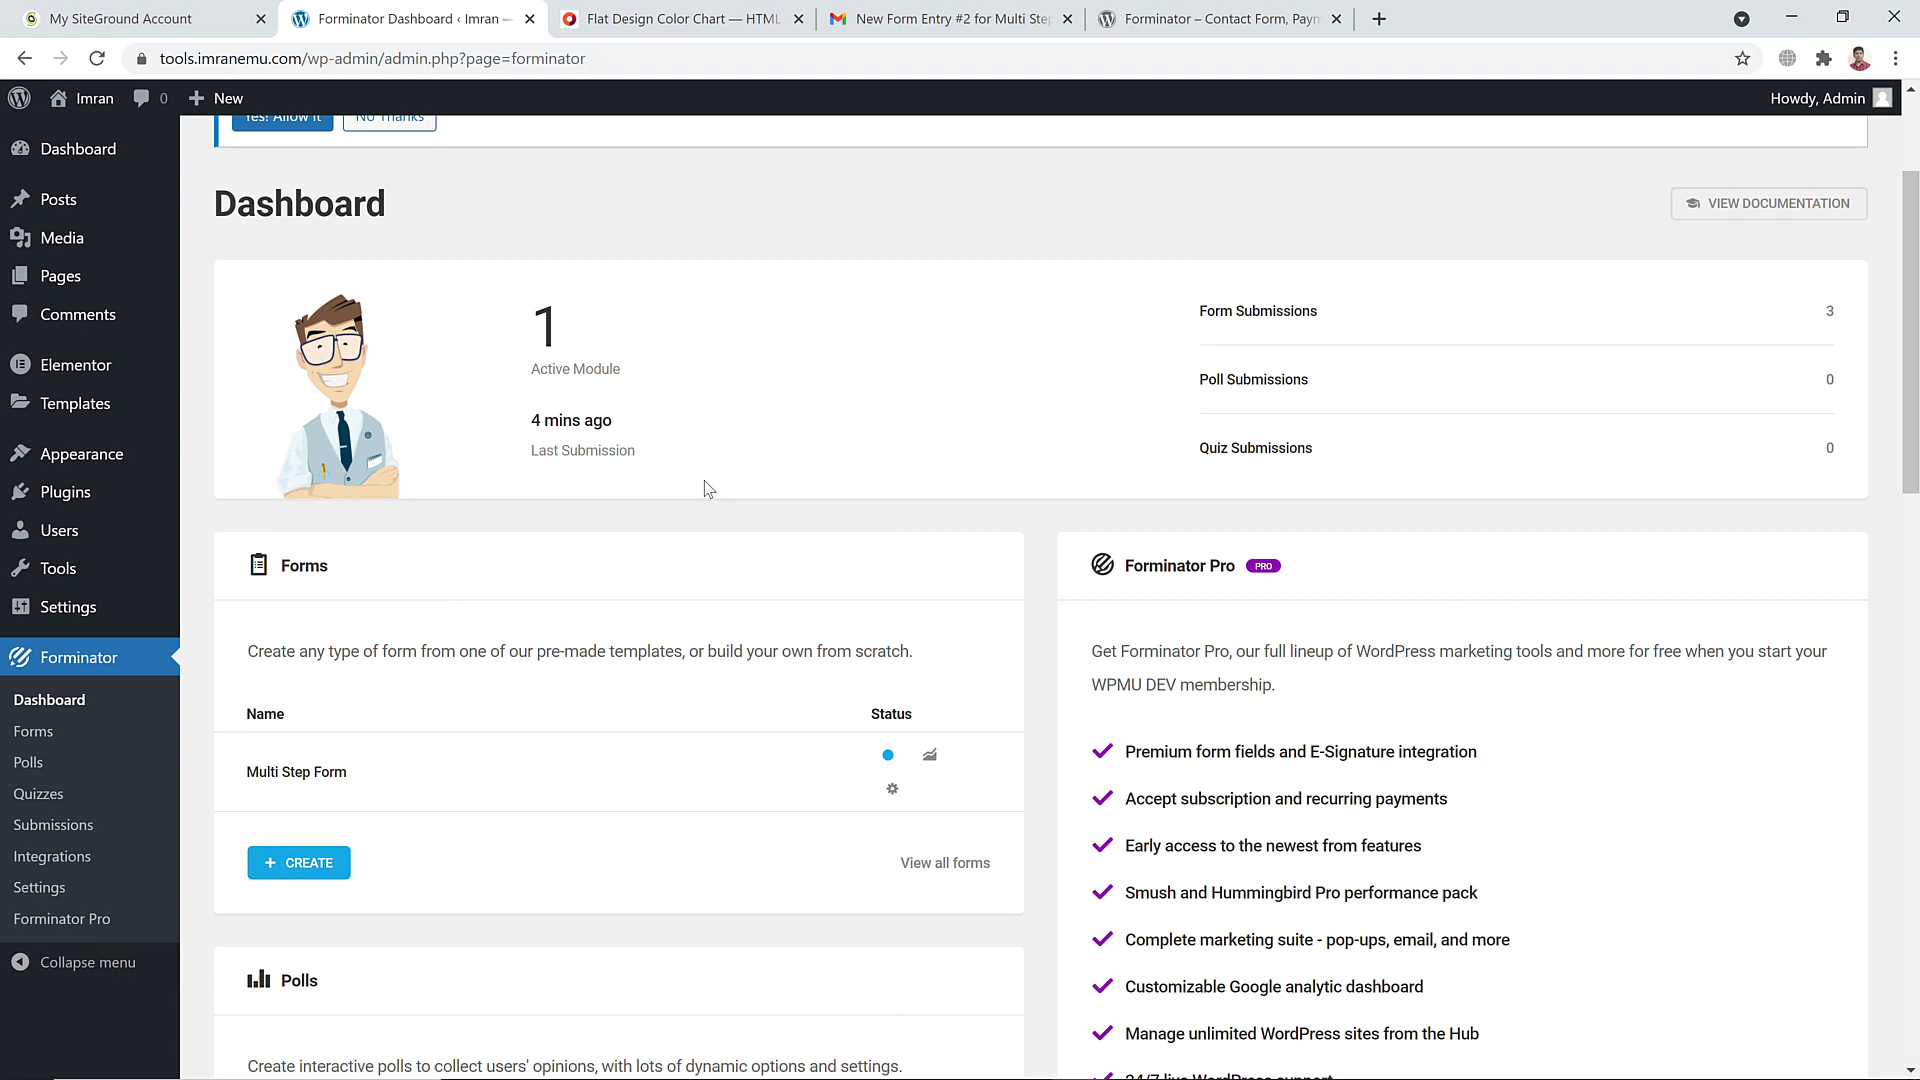 My SiteGround Account
Forminator Dashboard ‹ Imran —
Flat Design Color Chart — HTML
New Form Entry #2 for Multi Step
Forminator – Contact Form, Paym
tools.imranemu.com/wp-admin/admin.php?page=forminator
Imran
0
New
Howdy, Admin
Yes! Allow it
No Thanks
Dashboard
Posts
Media
Pages
Comments
Elementor
Templates
Appearance
Plugins
Users
Tools
Settings
Forminator
Dashboard
Forms
Polls
Quizzes
Submissions
Integrations
Settings
Forminator Pro
Collapse menu
Dashboard
VIEW DOCUMENTATION
1
Active Module
4 mins ago
Last Submission
Form Submissions 3
Poll Submissions 0
Quiz Submissions 0
Forms
Create any type of form from one of our pre-made templates, or build your own from scratch.
Name Status
Multi Step Form
+ CREATE
View all forms
Polls
Create interactive polls to collect users' opinions, with lots of dynamic options and settings.
Forminator Pro PRO
Get Forminator Pro, our full lineup of WordPress marketing tools and more for free when you start your
WPMU DEV membership.
Premium form fields and E-Signature integration
Accept subscription and recurring payments
Early access to the newest from features
Smush and Hummingbird Pro performance pack
Complete marketing suite - pop-ups, email, and more
Customizable Google analytic dashboard
Manage unlimited WordPress sites from the Hub
24/7 live WordPress support